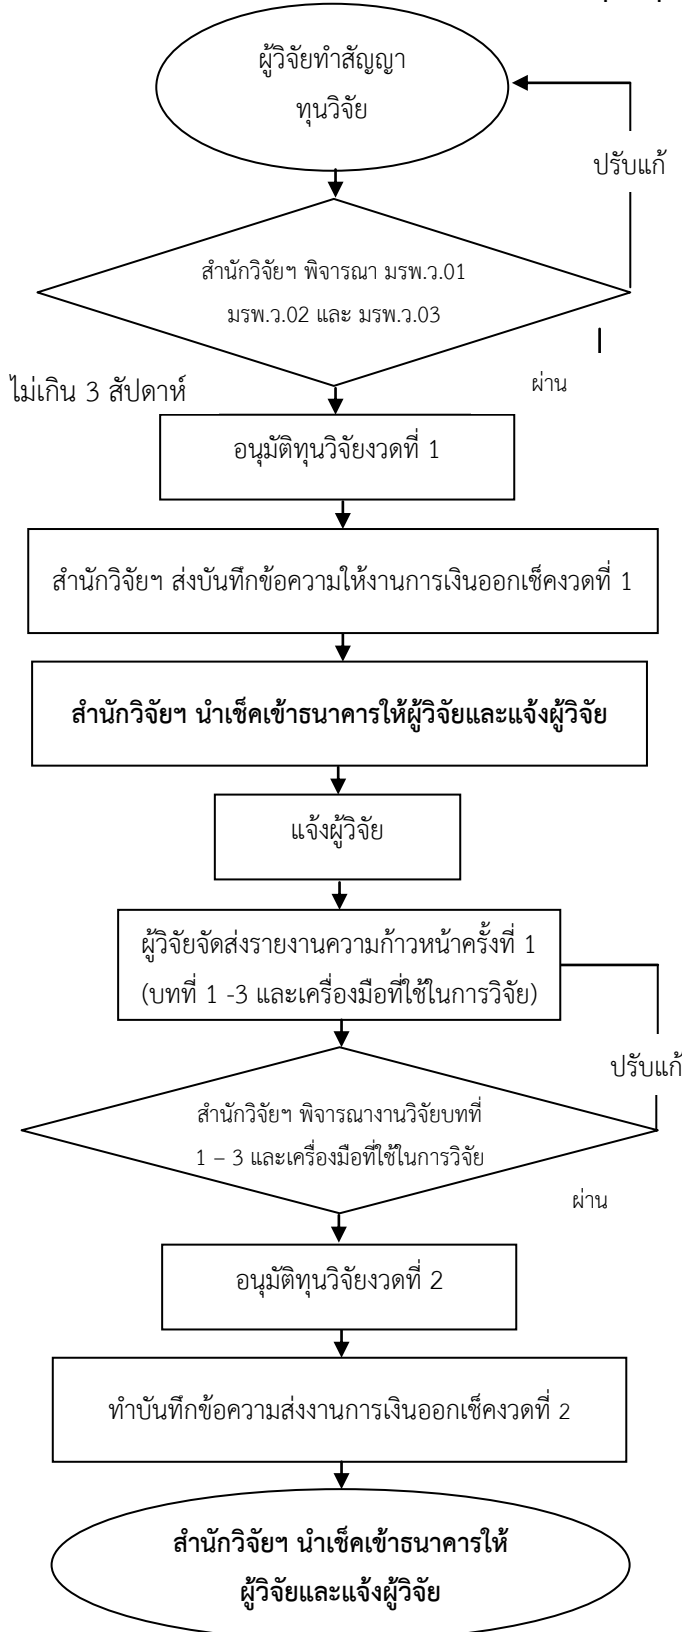 ผู้วิจัยทำสัญญา
ทุนวิจัย
ปรับแก้
สำนักวิจัยฯ พิจารณา มรพ.ว.01
มรพ.ว.02 และ มรพ.ว.03
ไม่เกิน 3 สัปดาห์
ผ่าน
อนุมัติทุนวิจัยงวดที่ 1
สำนักวิจัยฯ ส่งบันทึกข้อความให้งานการเงินออกเช็คงวดที่ 1
สำนักวิจัยฯ นำเช็คเข้าธนาคารให้ผู้วิจัยและแจ้งผู้วิจัย
แจ้งผู้วิจัย
ผู้วิจัยจัดส่งรายงานความก้าวหน้าครั้งที่ 1
(บทที่ 1 -3 และเครื่องมือที่ใช้ในการวิจัย)
ปรับแก้
สำนักวิจัยฯ พิจารณางานวิจัยบทที่
1 – 3 และเครื่องมือที่ใช้ในการวิจัย
ผ่าน
อนุมัติทุนวิจัยงวดที่ 2
ทำบันทึกข้อความส่งงานการเงินออกเช็คงวดที่ 2
สำนักวิจัยฯ นำเช็คเข้าธนาคารให้
ผู้วิจัยและแจ้งผู้วิจัย